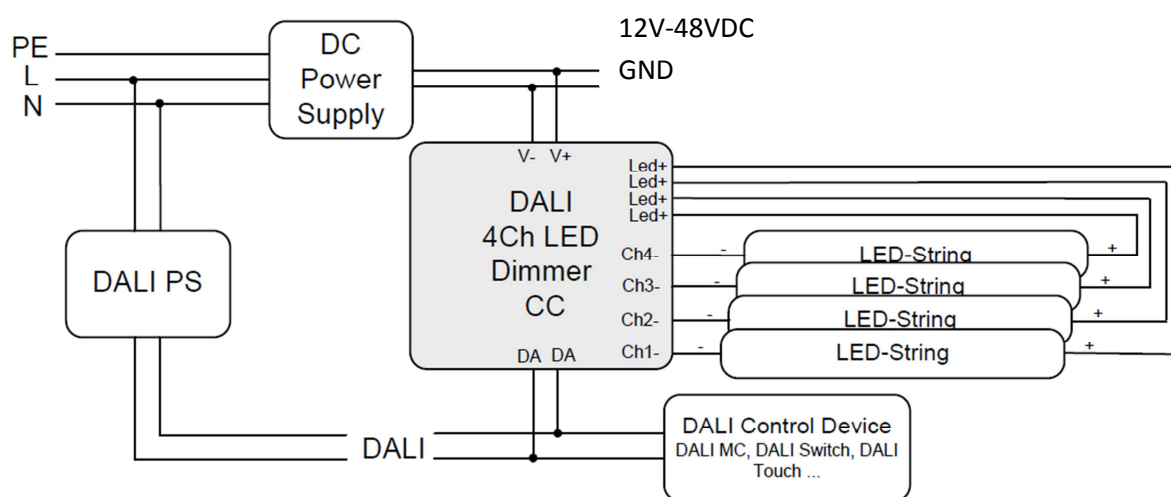 12V-48VDC
GND
PE
L
N
DC
Power
Supply
V- V+
Led+
Led+
Led+
Led+
DALI
4Ch LED
Dimmer
CC
Ch4-
Ch3-
Ch2-
Ch1-
DA DA
- LED-String +
- LED-String +
- LED-String +
- LED-String +
DALI PS
DALI
DALI Control Device
DALI MC, DALI Switch, DALI
Touch ...